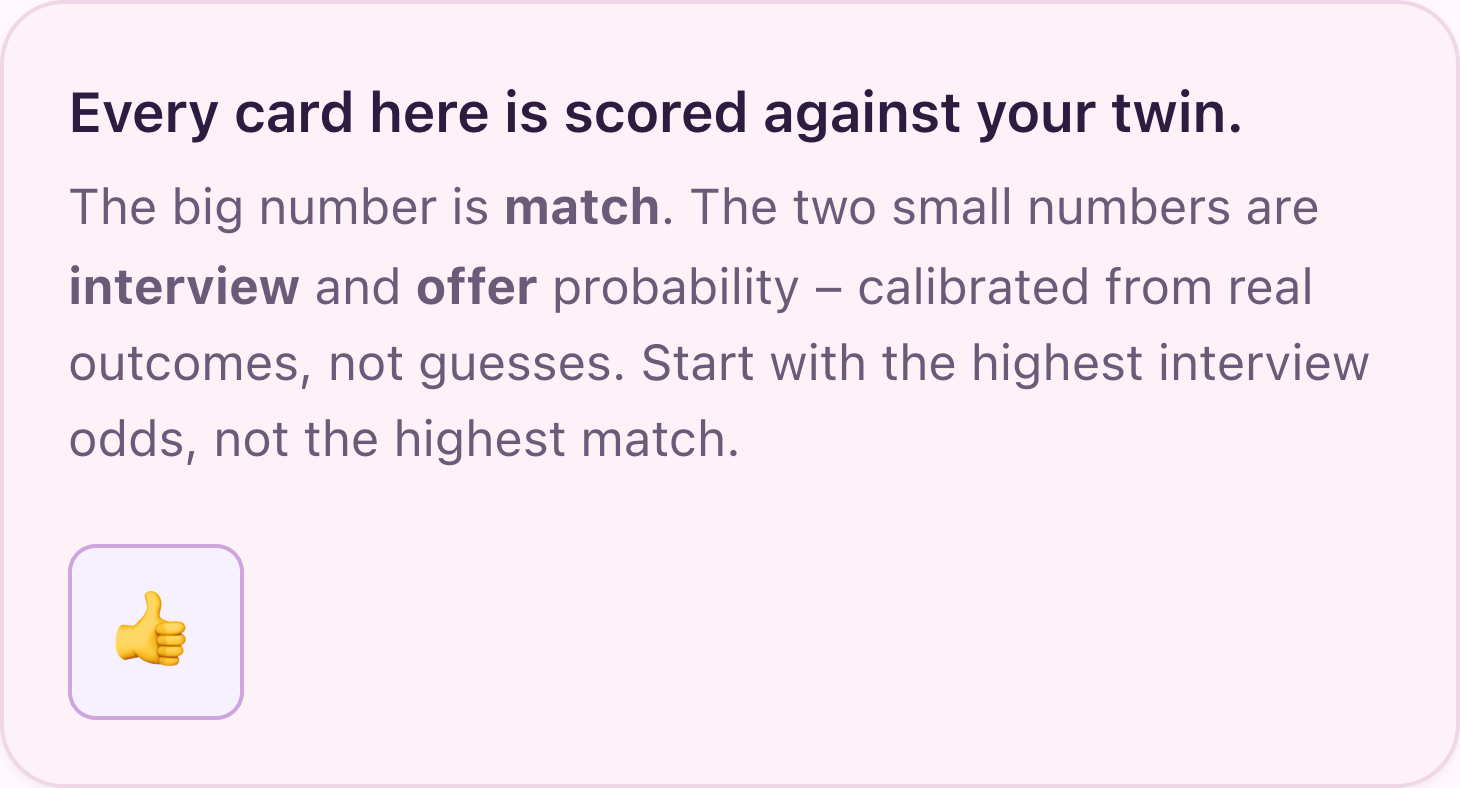 Every card here is scored against your twin.
The big number is match. The two small numbers are
interview and offer probability – calibrated from real
outcomes, not guesses. Start with the highest interview
odds, not the highest match.